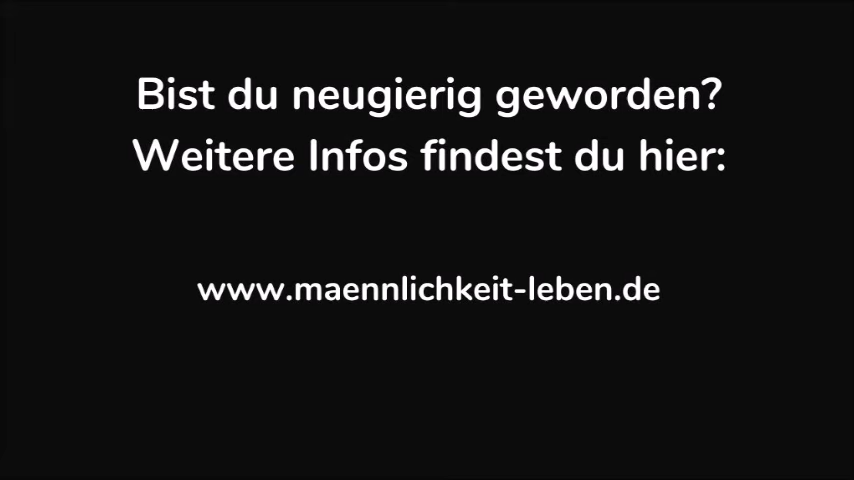 Bist du neugierig geworden?
Weitere Infos findest du hier:
www.maennlichkeit-leben.de